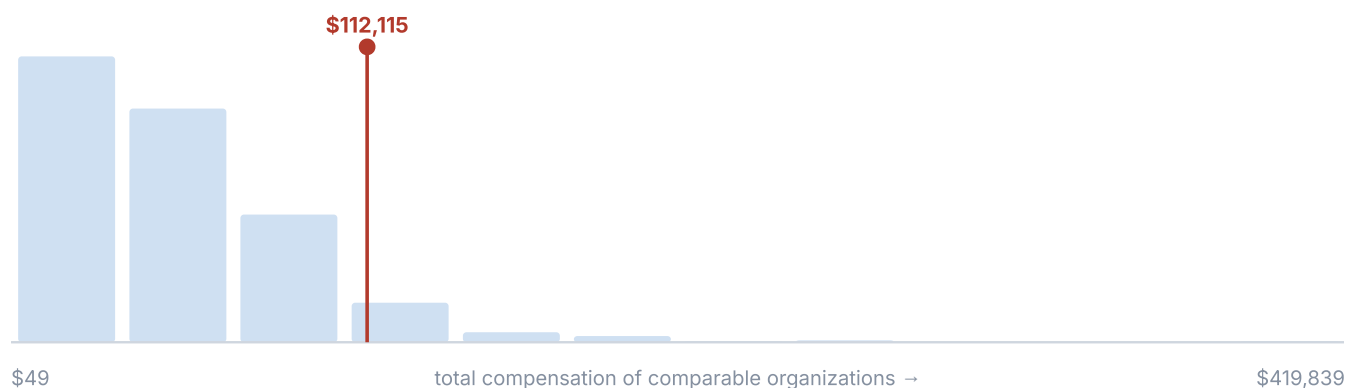 $112,115
$49 total compensation of comparable organizations → $419,839